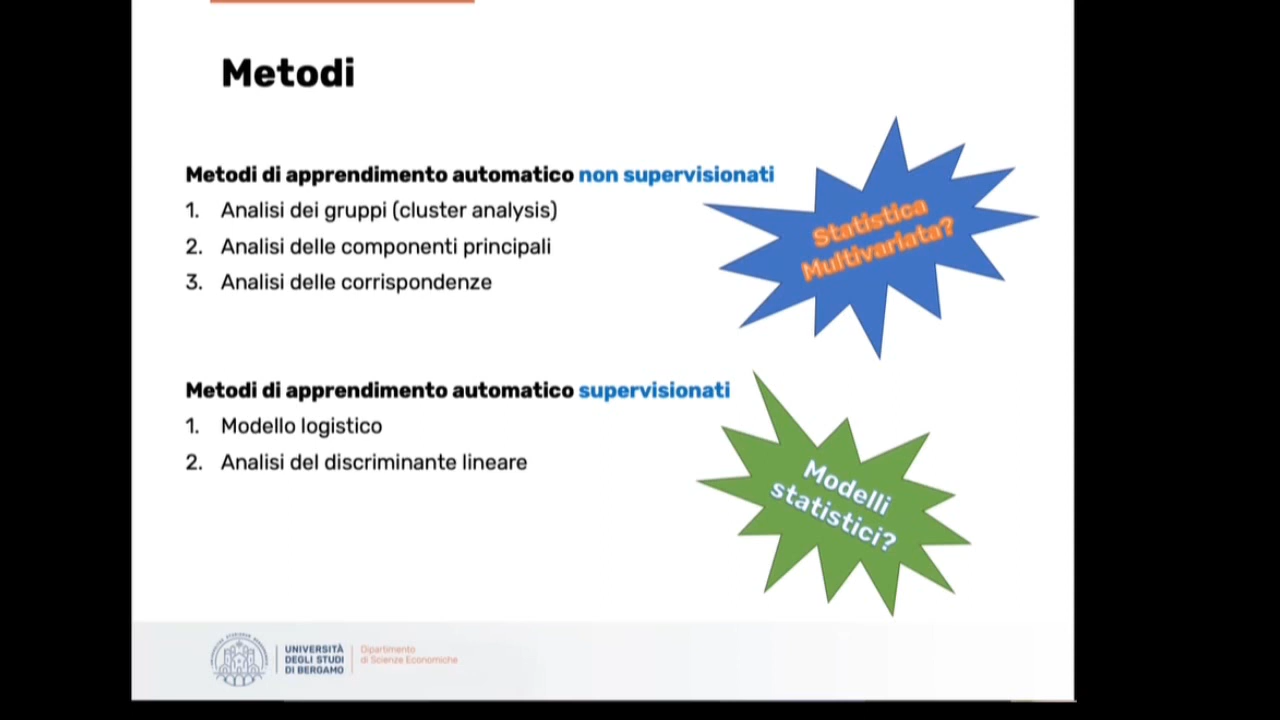 Metodi
Metodi di apprendimento automatico non supervisionati
1. Analisi dei gruppi (cluster analysis)
2. Analisi delle componenti principali
3. Analisi delle corrispondenze
Statistica
Multivariata?
Metodi di apprendimento automatico supervisionati
1. Modello logistico
2. Analisi del discriminante lineare
Modelli
statistici?
UNIVERSITÀ
DEGLI STUDI
DI BERGAMO
Dipartimento
di Scienze Economiche